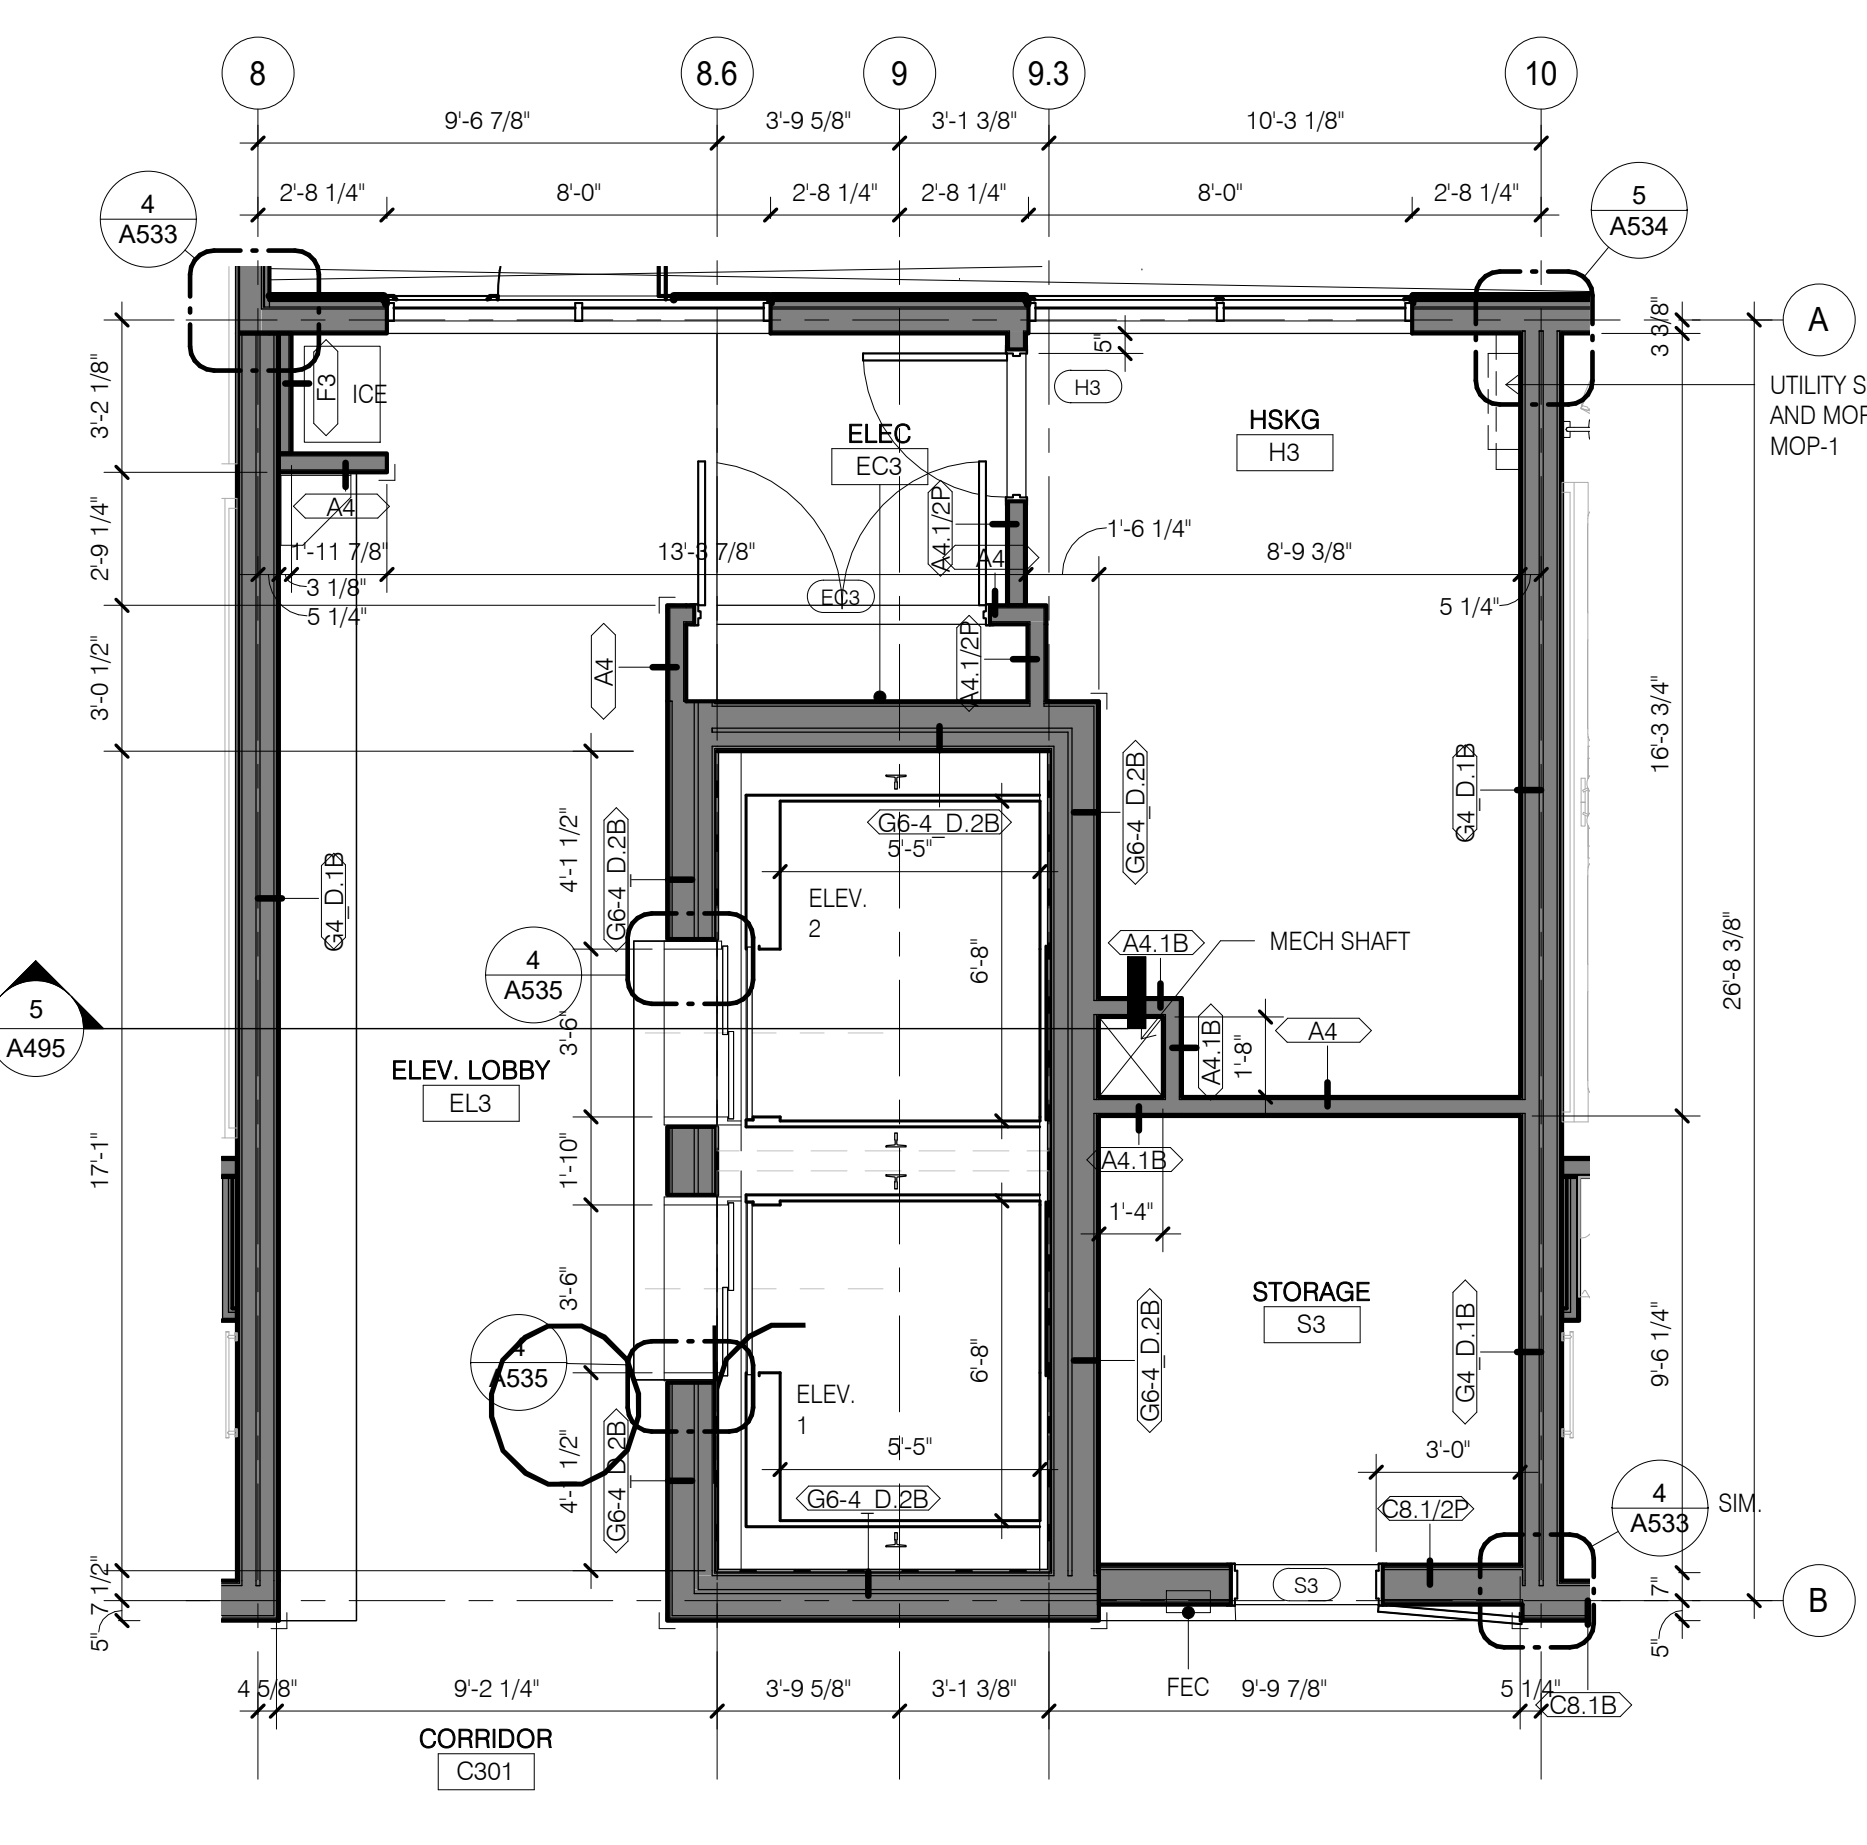 8
8.6
9
9.3
10
9'-6 7/8"
3'-9 5/8"
3'-1 3/8"
10'-3 1/8"
2'-8 1/4"
8'-0"
2'-8 1/4"
2'-8 1/4"
8'-0"
2'-8 1/4"
4
A533
5
A534
A
3 3/8"
5"
3'-2 1/8"
F3
ICE
H3
HSKG
H3
UTILITY S
AND MOP
MOP-1
ELEC
EC3
A4
A4.1/2P
A4
2'-9 1/4"
1'-11 7/8"
13'-3 7/8"
1'-6 1/4"
8'-9 3/8"
3 1/8"
5 1/4"
EC3
5 1/4"
A4
A4.1/2P
3'-0 1/2"
16'-3 3/4"
G6-4_D.2B
G4_D.1B
4'-1 1/2"
G6-4_D.2B
G6-4_D.2B
5'-5"
G4_D.1B
ELEV.
2
6'-8"
A4.1B
MECH SHAFT
26'-8 3/8"
4
A535
5
A495
3'-6"
A4.1B
1'-8"
A4
ELEV. LOBBY
EL3
17'-1"
1'-10"
A4.1B
1'-4"
3'-6"
STORAGE
S3
G6-4_D.2B
G4_D.1B
9'-6 1/4"
4
A535
6'-8"
ELEV.
1
5'-5"
3'-0"
4'-1 1/2"
G6-4_D.2B
G6-4_D.2B
C8.1/2P
4
A533
SIM.
S3
7 1/2"
7"
B
5"
5"
FEC
4 5/8"
9'-2 1/4"
3'-9 5/8"
3'-1 3/8"
9'-9 7/8"
5 1/4"
C8.1B
CORRIDOR
C301